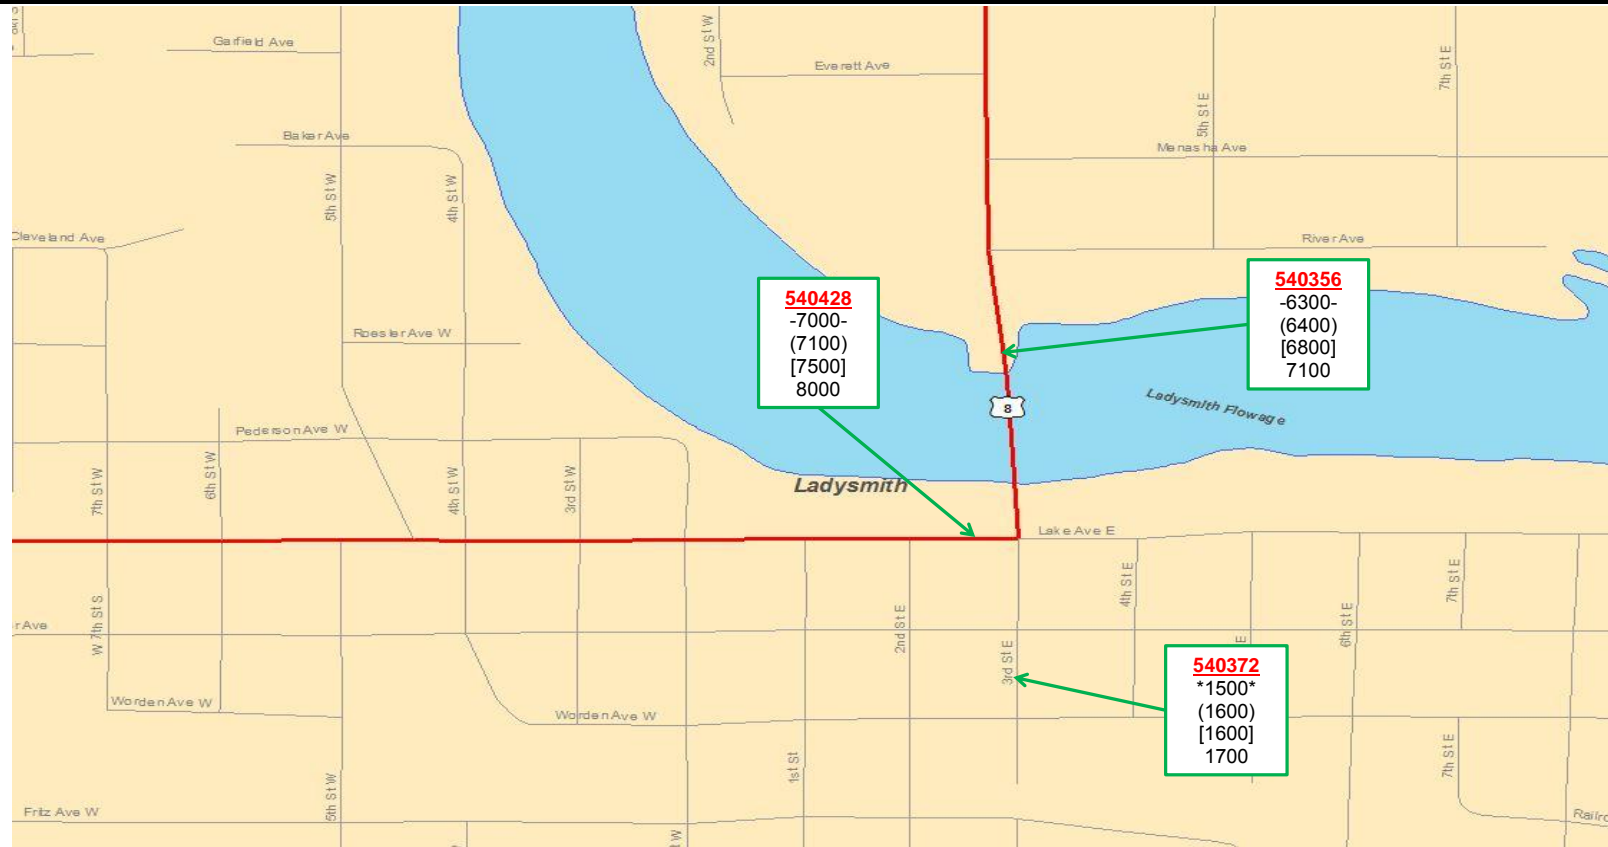 Garfield Ave
2nd St W
Everett Ave
7th St E
5th St E
Baker Ave
Menasha Ave
5th St W
4th St W
Cleveland Ave
River Ave
540428
-7000-
(7100)
[7500]
8000
540356
-6300-
(6400)
[6800]
7100
Roesler Ave W
8
Ladysmith Flowage
Pederson Ave W
7th St W
6th St W
4th St W
3rd St W
Ladysmith
Lake Ave E
4th St E
7th St E
W 7th St S
r Ave
2nd St E
3rd St E
E
6th St E
540372
*1500*
(1600)
[1600]
1700
Worden Ave W
Worden Ave W
1st St
7th St E
5th St W
Fritz Ave W
t W
Railro